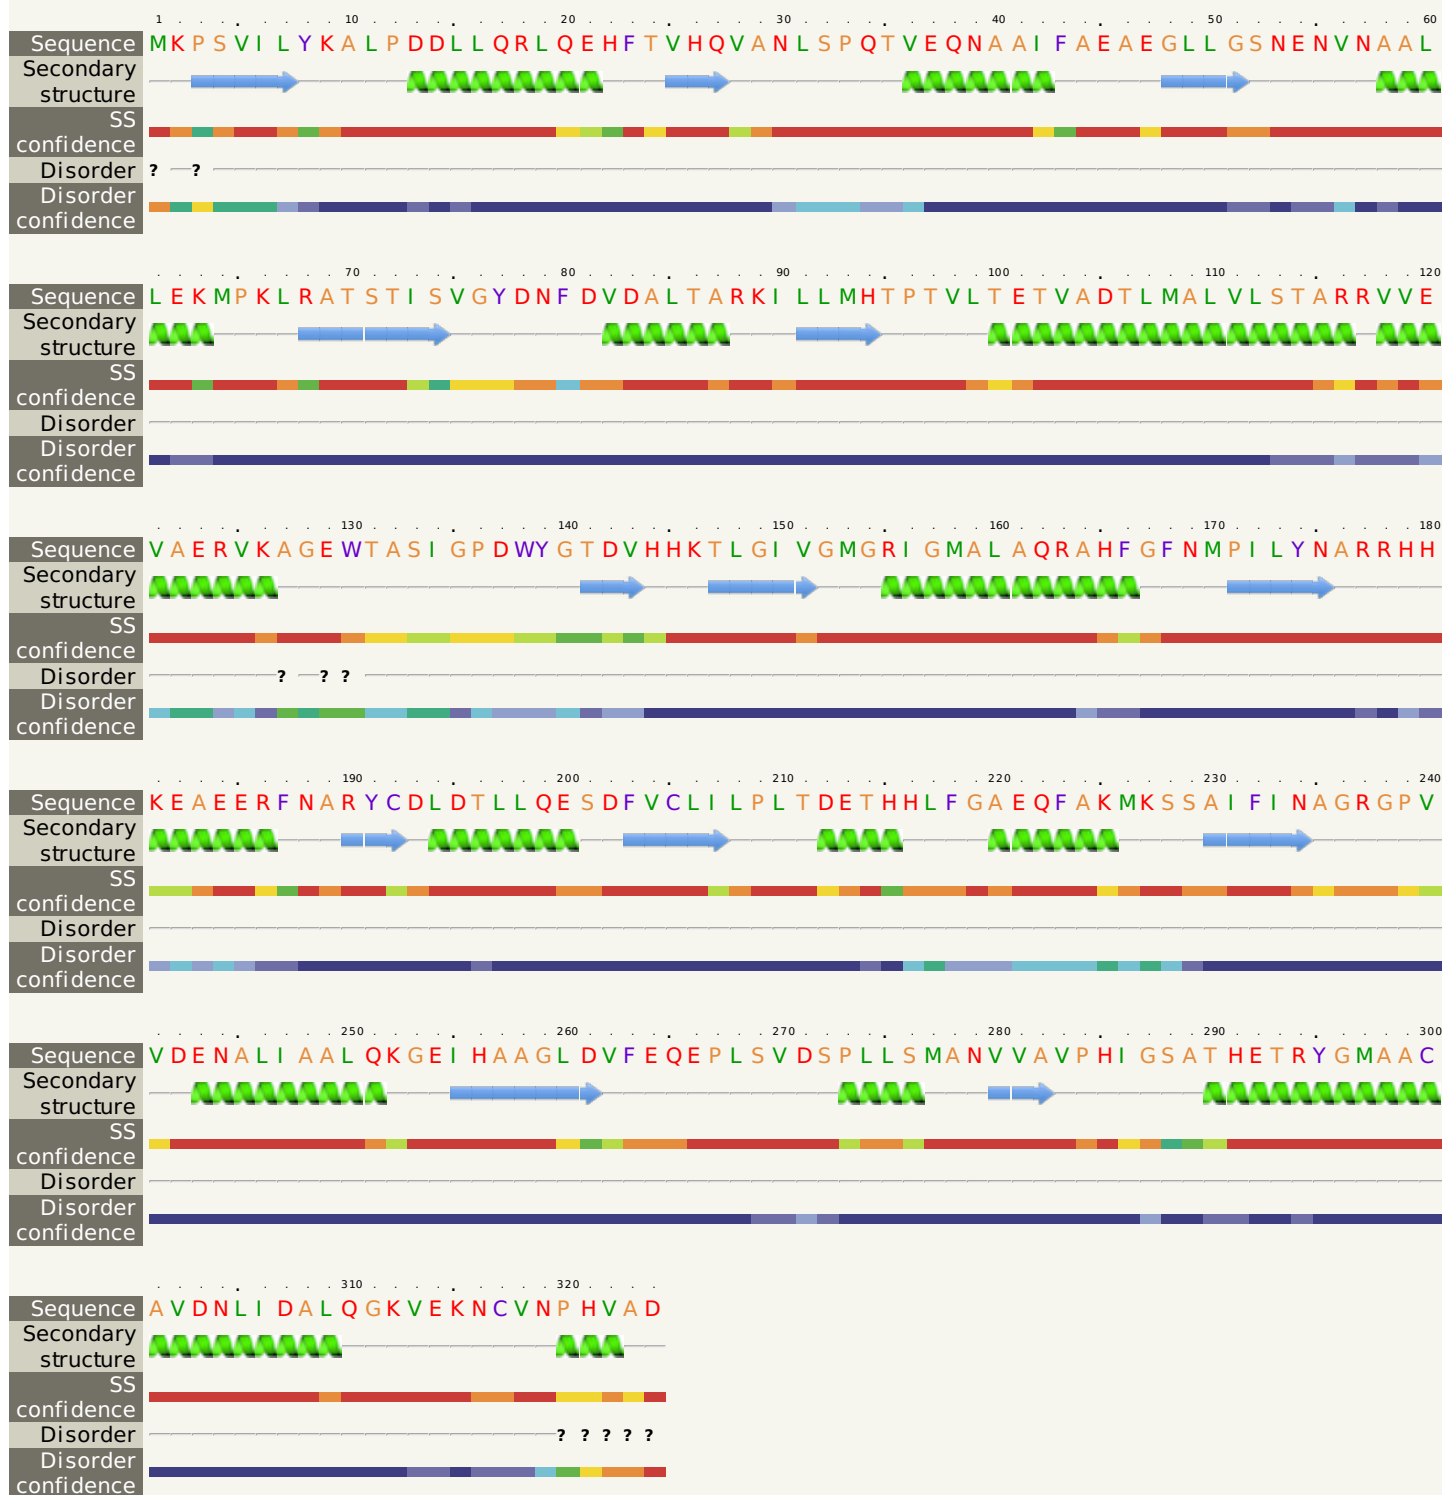 1 . . . . . . . . 10 . . . . . . . . . 20 . . . . . . . . . 30 . . . . . . . . . 40 . . . . . . . . . 50 . . . . . . . . . 60
Sequence MKPSVILYKALPDDLLQRLQEHFTVHQVANLSPQTVEQNAAIFAEAEGLLGSNENVNAAL
Secondary
structure
SS
confidence
Disorder ? ?
Disorder
confidence
. . . . . . . . . 70 . . . . . . . . . 80 . . . . . . . . . 90 . . . . . . . . . 100 . . . . . . . . . 110 . . . . . . . . . 120
Sequence LEKMPKLRATSTISVGYDNFDVDALTARKILLMHTPTVLTETVADTLMALVLSTARRVVE
Secondary
structure
SS
confidence
Disorder
Disorder
confidence
. . . . . . . . . 130 . . . . . . . . . 140 . . . . . . . . . 150 . . . . . . . . . 160 . . . . . . . . . 170 . . . . . . . . . 180
Sequence VAERVKAGEWTASIGPDWYGTDVHHKTLGIVGMGRIGMALAQRAHFGFNMPILYNARRHH
Secondary
structure
SS
confidence
Disorder ? ? ?
Disorder
confidence
. . . . . . . . . 190 . . . . . . . . . 200 . . . . . . . . . 210 . . . . . . . . . 220 . . . . . . . . . 230 . . . . . . . . . 240
Sequence KEAEERFNARYCDLDTLLQESDFVCLILPLTDETHHLFGAEQFAKMKSSAIFINAGRGPV
Secondary
structure
SS
confidence
Disorder
Disorder
confidence
. . . . . . . . . 250 . . . . . . . . . 260 . . . . . . . . . 270 . . . . . . . . . 280 . . . . . . . . . 290 . . . . . . . . . 300
Sequence VDENALIAALQKGEIHAAGLDVFEQEPLSVDSPLLSMANVVAVPHIGSATHETRYGMAAC
Secondary
structure
SS
confidence
Disorder
Disorder
confidence
. . . . . . . . . 310 . . . . . . . . . 320 . . . .
Sequence AVDNLIDALQGKVEKNCVNPHVAD
Secondary
structure
SS
confidence
Disorder ? ? ? ? ?
Disorder
confidence